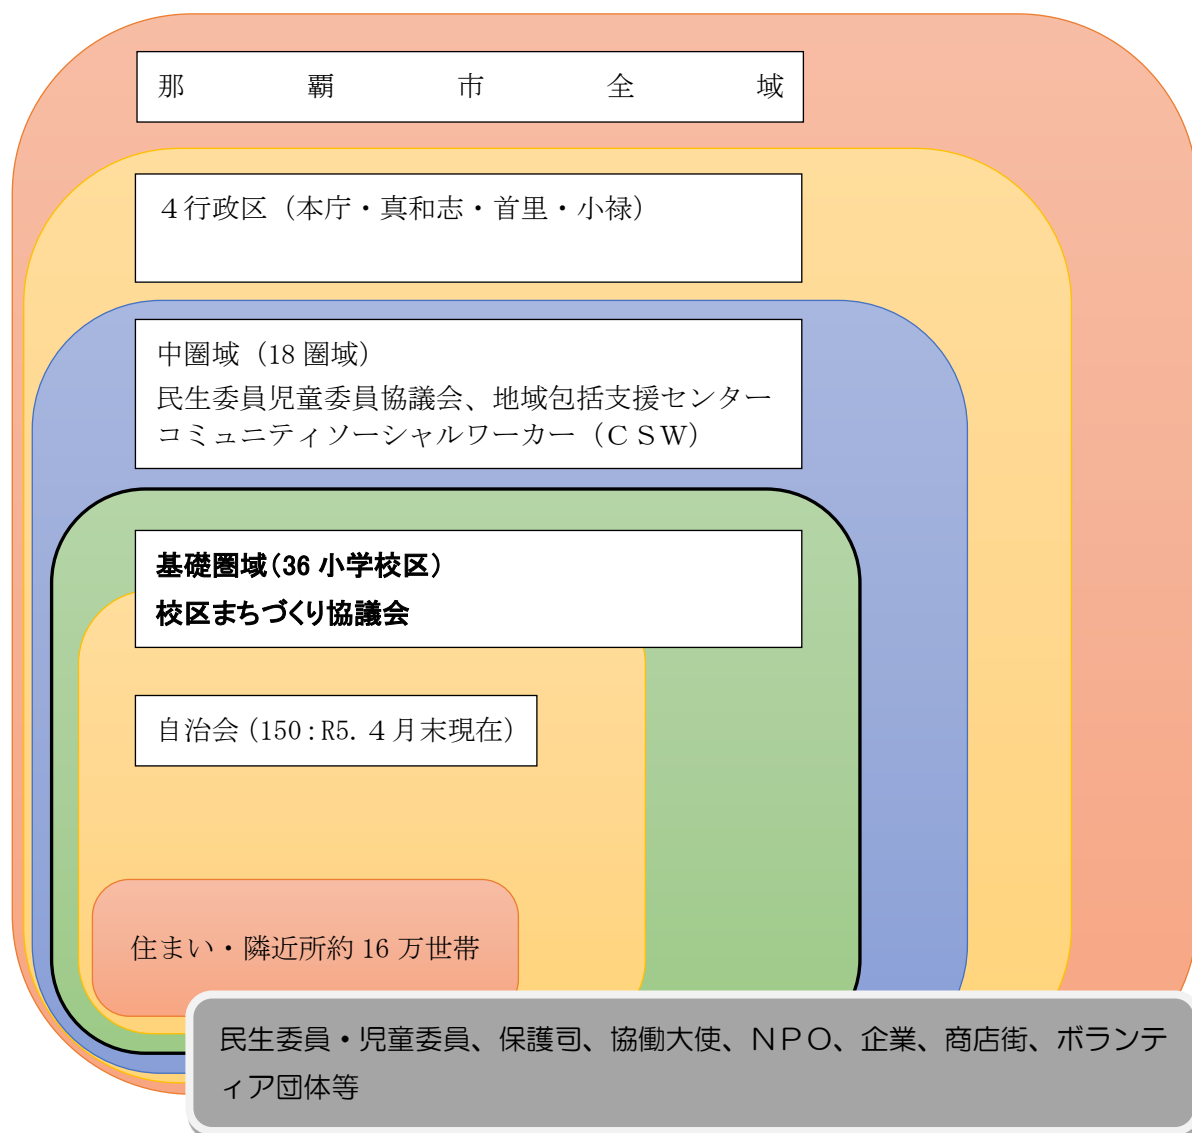 那覇市全域
４行政区（本庁・真和志・首里・小禄）
中圏域（18 圏域）
民生委員児童委員協議会、地域包括支援センター
コミュニティソーシャルワーカー（ＣＳＷ）
基礎圏域（36 小学校区）
校区まちづくり協議会
自治会（150：R5.４月末現在）
住まい・隣近所約 16 万世帯
民生委員・児童委員、保護司、協働大使、ＮＰＯ、企業、商店街、ボランテ
ィア団体等